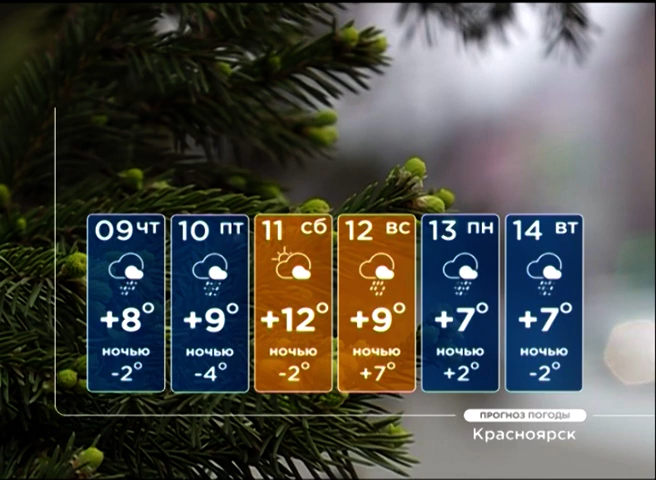 09 ЧТ 10 ПТ 11 Сб 12 ВС 13 ПН 14 ВТ
+8° +9° +12° +9° +7° +7°
ночью ночью ночью ночью ночью ночью
-2° -4° -2° +7° +2° -2°
ПРОГНОЗ ПОГОДЫ
Красноярск